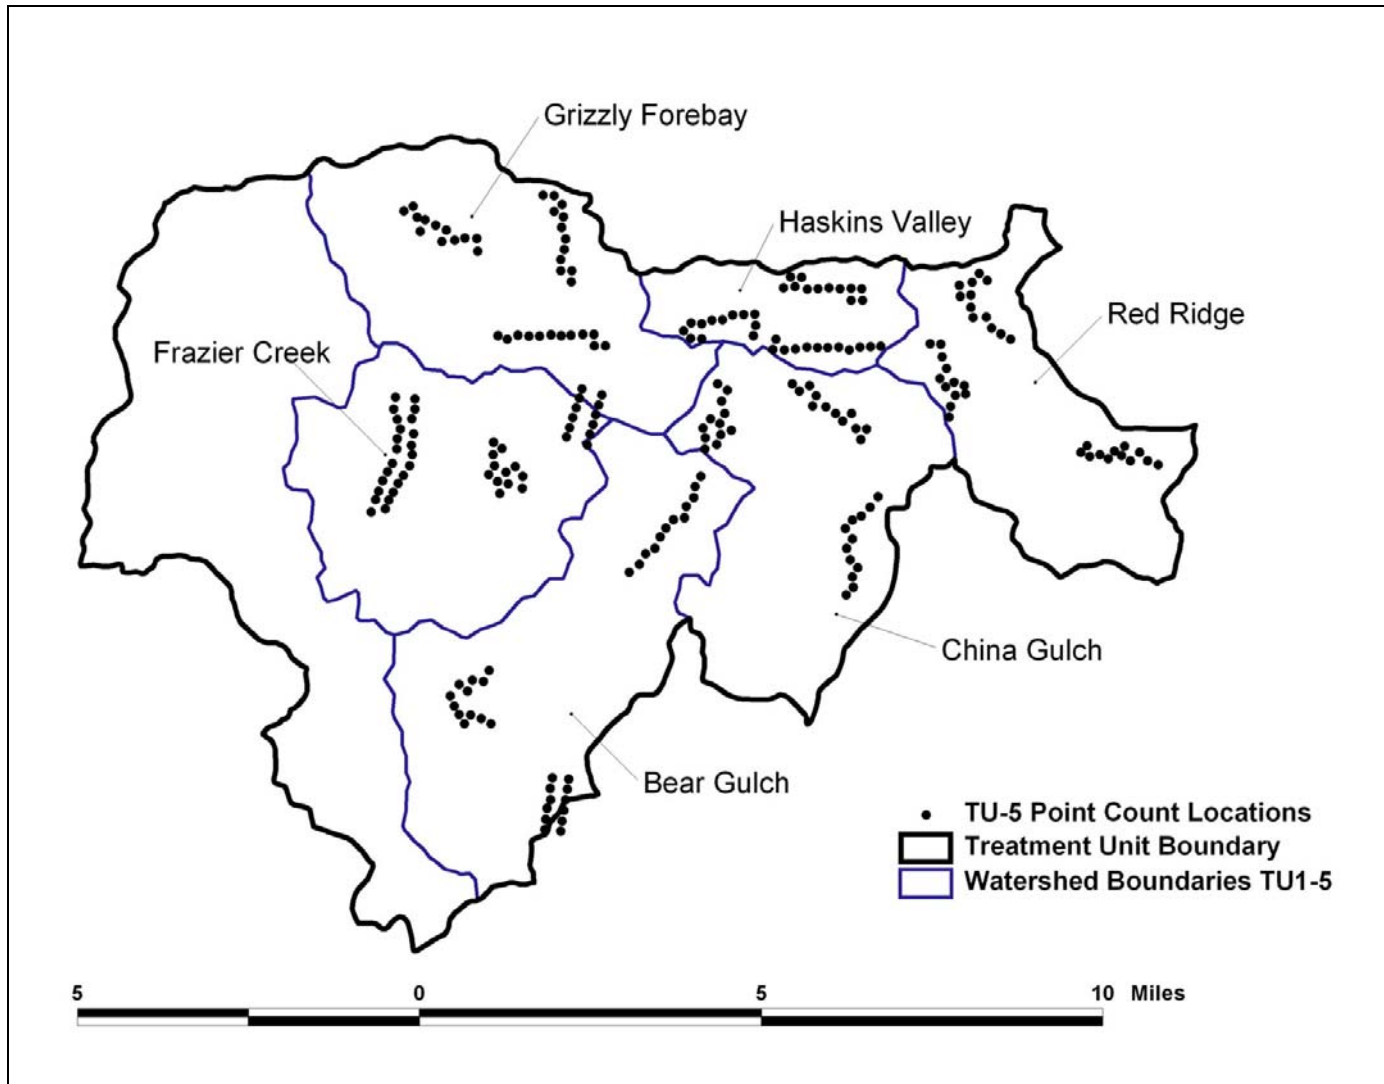 Grizzly Forebay
Haskins Valley
Red Ridge
Frazier Creek
China Gulch
Bear Gulch
TU-5 Point Count Locations
Treatment Unit Boundary
Watershed Boundaries TU1-5
5 0 5 10 Miles